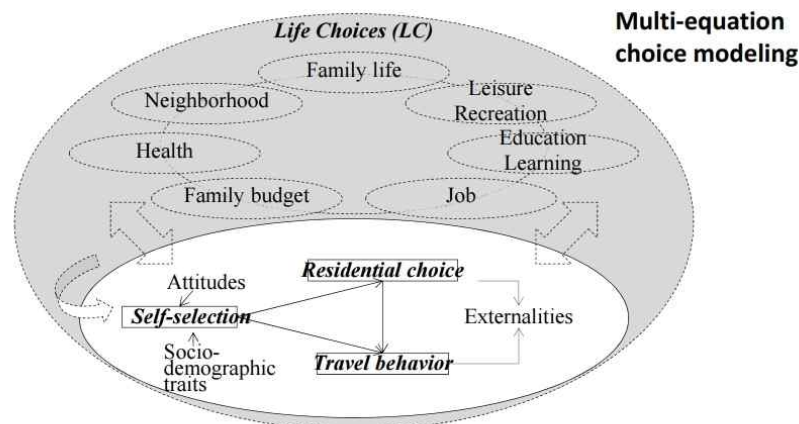 Multi-equation
choice modeling
Life Choices (LC)
Family life
Neighborhood
Leisure
Recreation
Health
Education
Learning
Family budget
Job
Attitudes
Residential choice
Self-selection
Externalities
Socio-
demographic
traits
Travel behavior